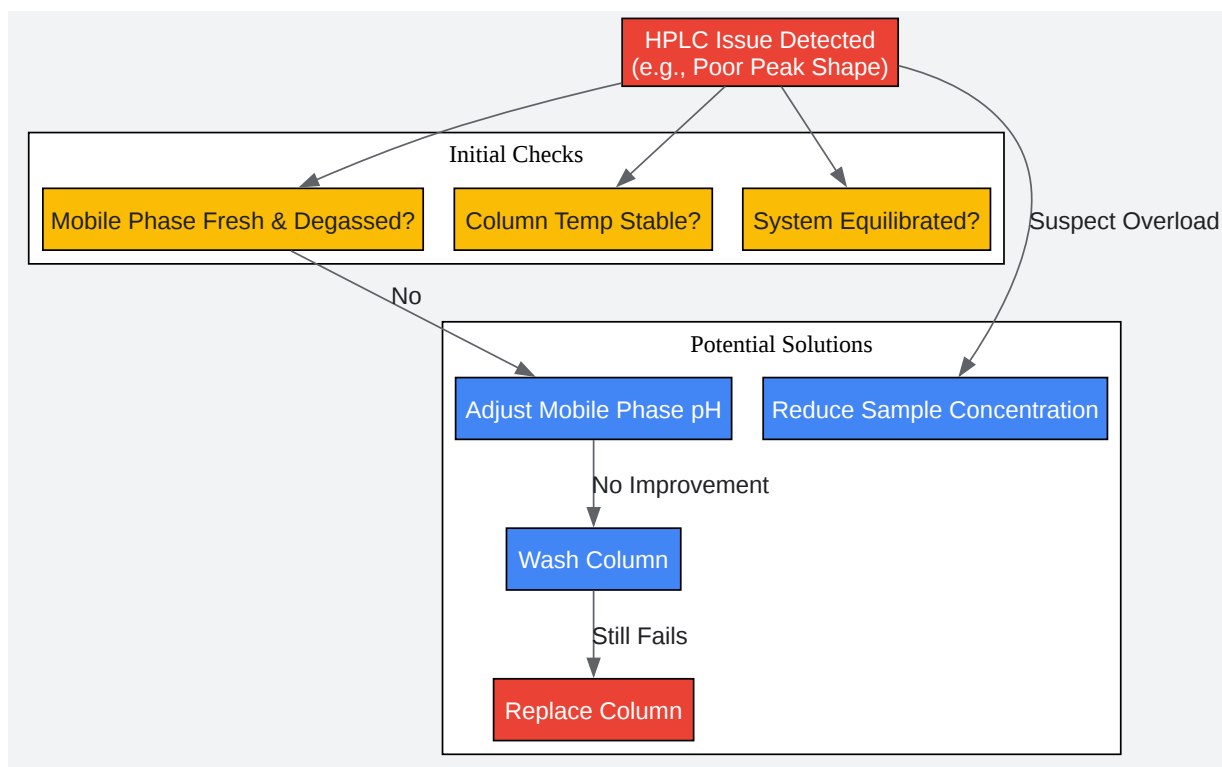 HPLC Issue Detected
(e.g., Poor Peak Shape)
Initial Checks
Mobile Phase Fresh & Degassed?
Column Temp Stable?
System Equilibrated?
Suspect Overload
No
Potential Solutions
Adjust Mobile Phase pH
Reduce Sample Concentration
No Improvement
Wash Column
Still Fails
Replace Column